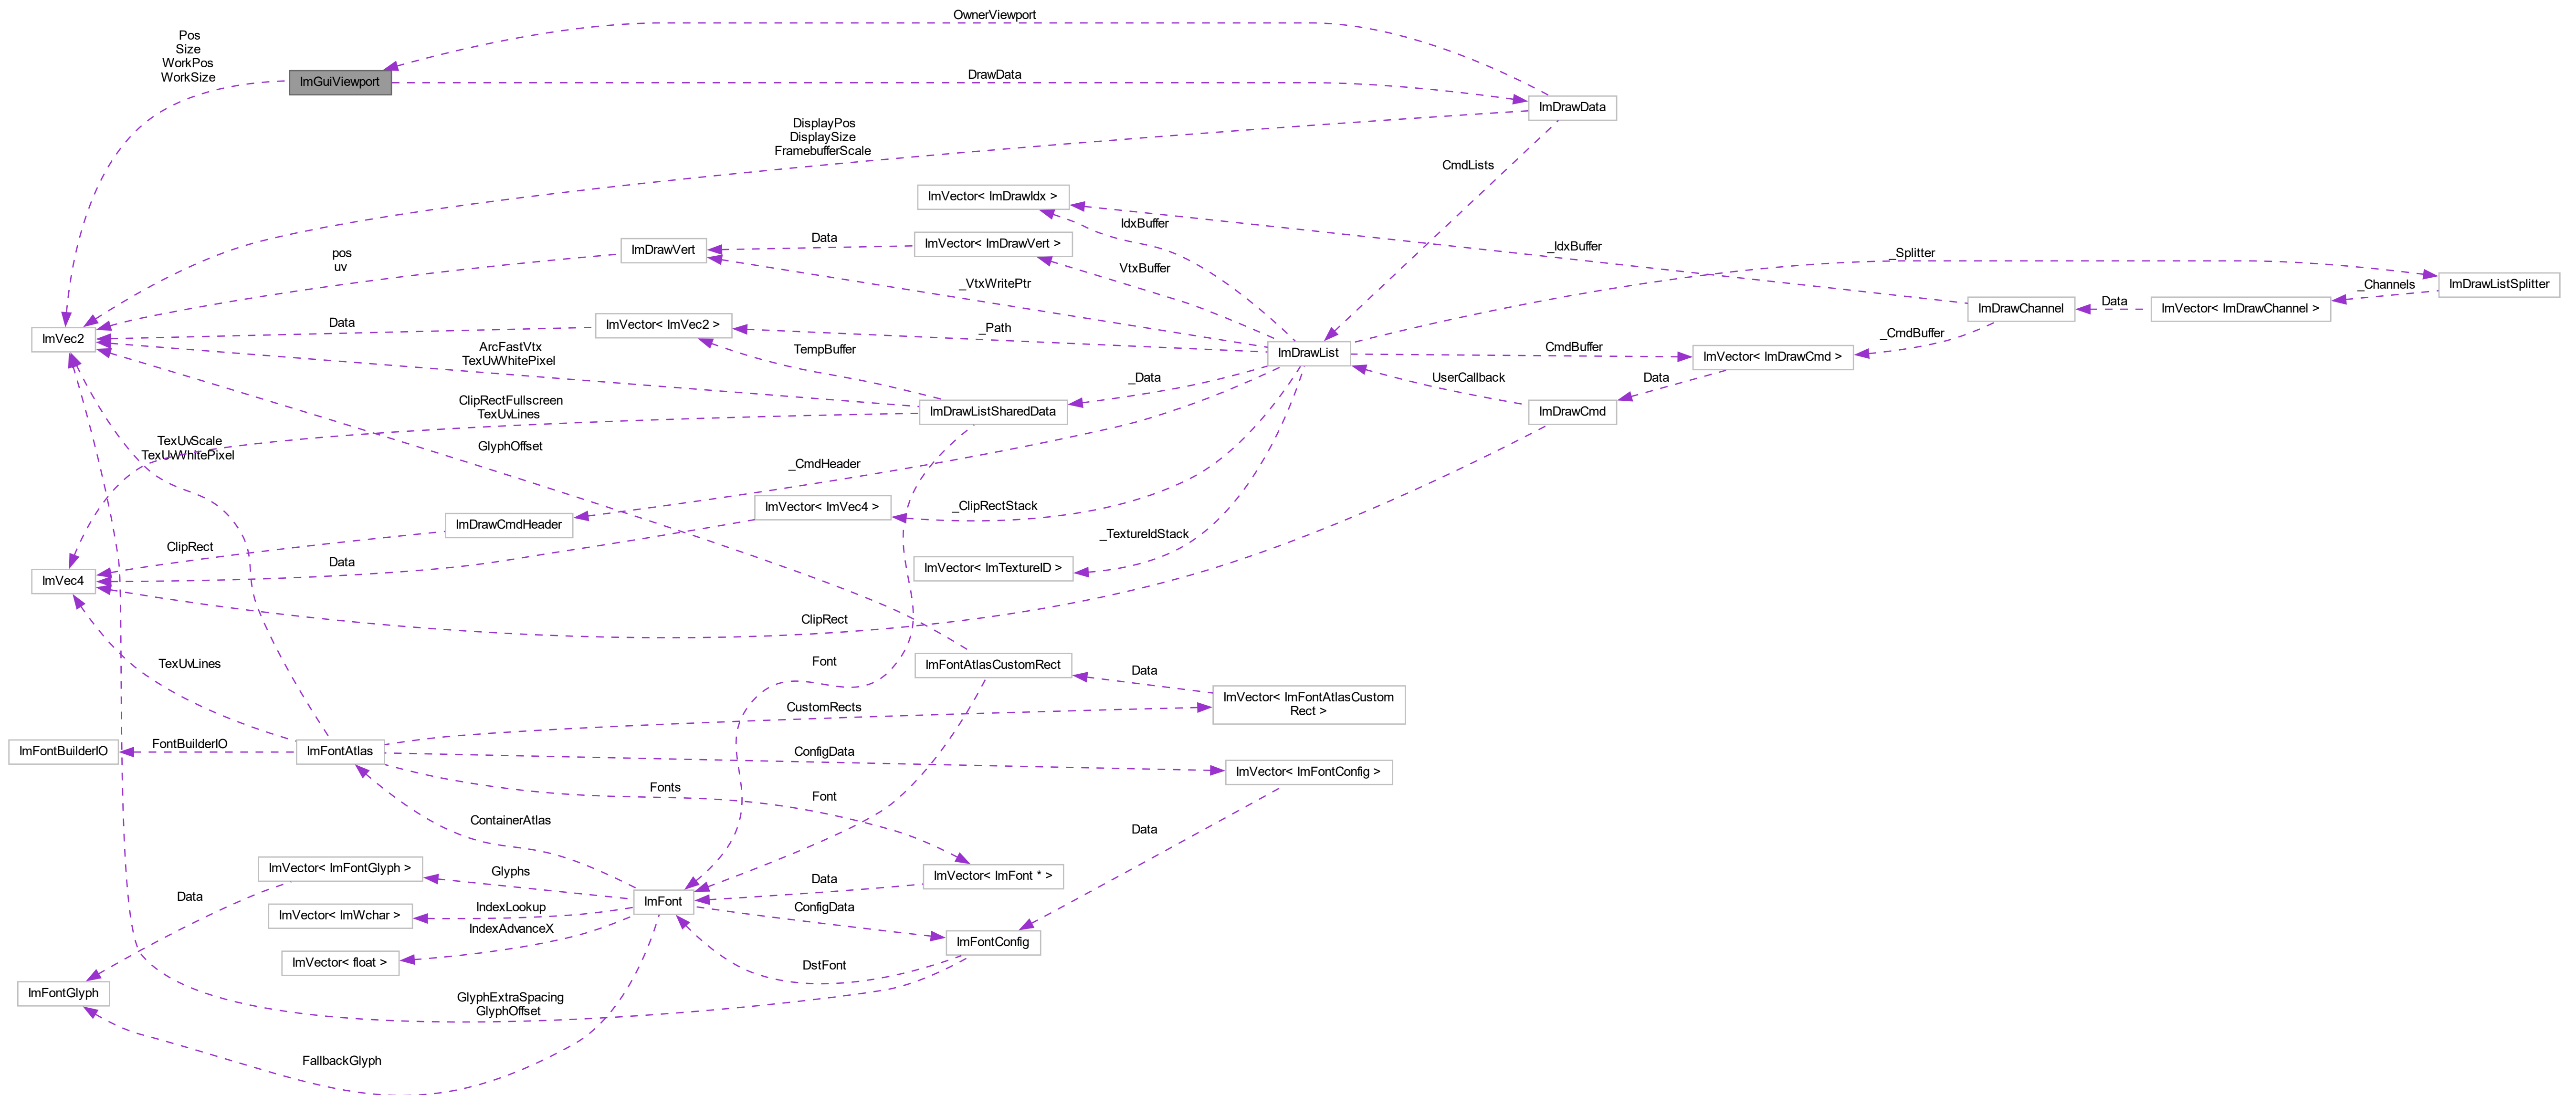 OwnerViewport
Pos
Size
WorkPos
WorkSize
ImGuiViewport
DrawData
ImDrawData
DisplayPos
DisplaySize
FramebufferScale
CmdLists
ImVector< ImDrawIdx >
IdxBuffer
_IdxBuffer
ImDrawVert
Data
ImVector< ImDrawVert >
pos
uv
VtxBuffer
_Splitter
_VtxWritePtr
ImDrawListSplitter
_Channels
ImVector< ImDrawChannel >
Data
ImDrawChannel
_CmdBuffer
ImVec2
Data
ImVector< ImVec2 >
_Path
ImDrawList
CmdBuffer
ImVector< ImDrawCmd >
ArcFastVtx
TexUvWhitePixel
TempBuffer
_Data
UserCallback
Data
ClipRectFullscreen
TexUvLines
ImDrawListSharedData
ImDrawCmd
TexUvScale
TexUvWhitePixel
GlyphOffset
_CmdHeader
ImVector< ImVec4 >
_ClipRectStack
ImDrawCmdHeader
_TextureIdStack
ClipRect
Data
ImVector< ImTextureID >
ImVec4
ClipRect
TexUvLines
Font
ImFontAtlasCustomRect
Data
ImVector< ImFontAtlasCustom
Rect >
CustomRects
ImFontBuilderIO
FontBuilderIO
ImFontAtlas
ConfigData
ImVector< ImFontConfig >
Fonts
Font
ContainerAtlas
Data
ImVector< ImFontGlyph >
Glyphs
Data
ImVector< ImFont * >
Data
ImVector< ImWchar >
IndexLookup
ImFont
ConfigData
IndexAdvanceX
ImVector< float >
ImFontConfig
DstFont
ImFontGlyph
GlyphExtraSpacing
GlyphOffset
FallbackGlyph